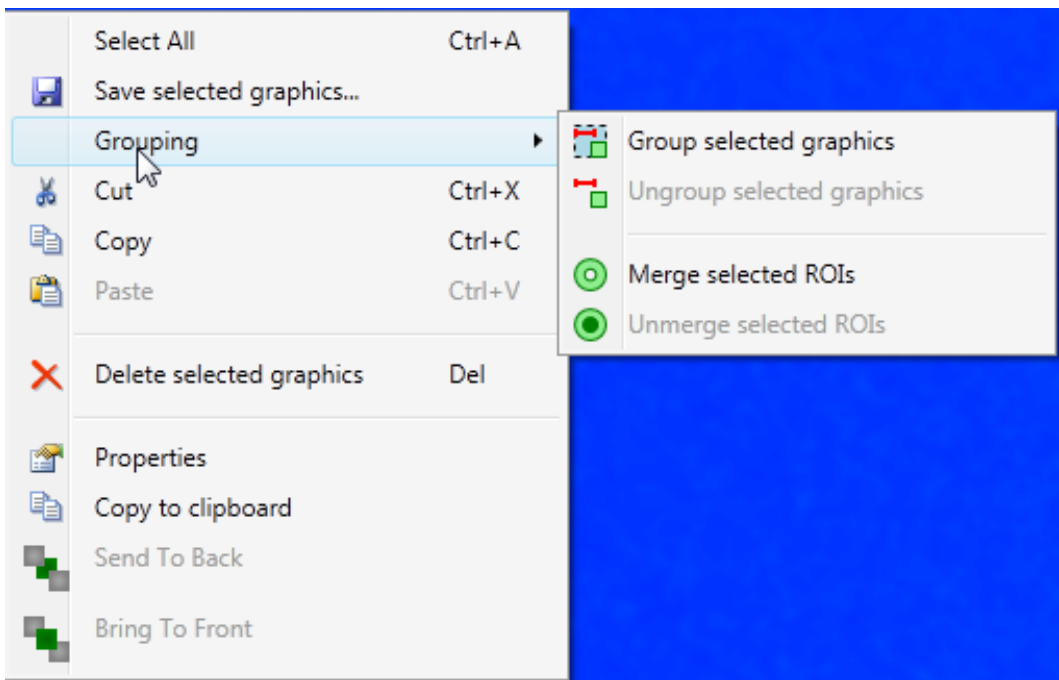 Select All Ctrl+A
Save selected graphics...
Grouping
Cut Ctrl+X
Copy Ctrl+C
Paste Ctrl+V
Delete selected graphics Del
Properties
Copy to clipboard
Send To Back
Bring To Front
Group selected graphics
Ungroup selected graphics
Merge selected ROIs
Unmerge selected ROIs